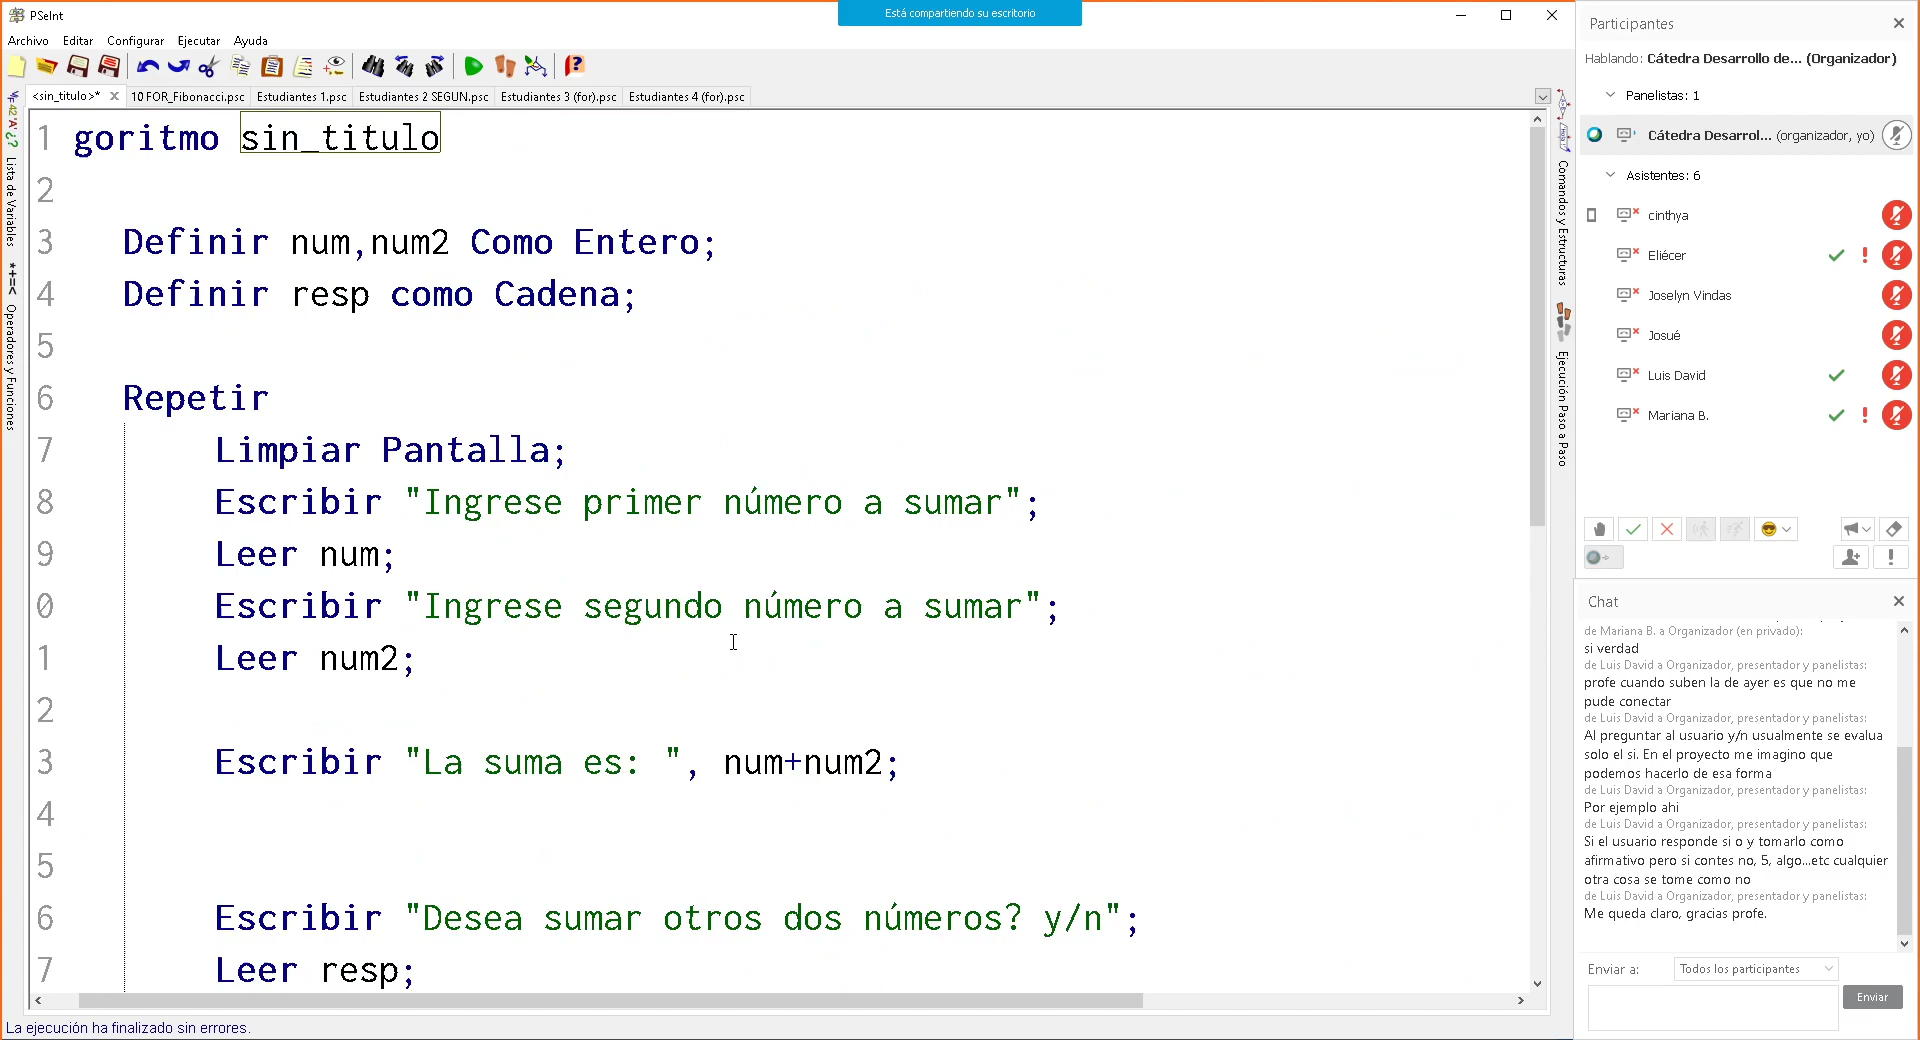 PSeInt
Está compartiendo su escritorio
Archivo Editar Configurar Ejecutar Ayuda
<sin_titulo>* 10 FOR_Fibonacci.psc Estudiantes 1.psc Estudiantes 2 SEGUN.psc Estudiantes 3 (for).psc Estudiantes 4 (for).psc
Lista de Variables
*+=< Operadores y Funciones
1 goritmo sin_titulo
2
3 Definir num,num2 Como Entero;
4 Definir resp como Cadena;
5
6 Repetir
7 Limpiar Pantalla;
8 Escribir "Ingrese primer número a sumar";
9 Leer num;
0 Escribir "Ingrese segundo número a sumar";
1 Leer num2;
2
3 Escribir "La suma es: ", num+num2;
4
5
6 Escribir "Desea sumar otros dos números? y/n";
7 Leer resp;
La ejecución ha finalizado sin errores.
Comandos y Estructuras
Ejecución Paso a Paso
Participantes
Hablando: Cátedra Desarrollo de... (Organizador)
Panelistas: 1
Cátedra Desarrol... (organizador, yo)
Asistentes: 6
cinthya
Eliécer
Joselyn Vindas
Josué
Luis David
Mariana B.
Chat
de Mariana B. a Organizador (en privado):
si verdad
de Luis David a Organizador, presentador y panelistas:
profe cuando suben la de ayer es que no me
pude conectar
de Luis David a Organizador, presentador y panelistas:
Al preguntar al usuario y/n usualmente se evalua
solo el si. En el proyecto me imagino que
podemos hacerlo de esa forma
de Luis David a Organizador, presentador y panelistas:
Por ejemplo ahi
de Luis David a Organizador, presentador y panelistas:
Si el usuario responde si o y tomarlo como
afirmativo pero si contes no, 5, algo...etc cualquier
otra cosa se tome como no
de Luis David a Organizador, presentador y panelistas:
Me queda claro, gracias profe.
Enviar a: Todos los participantes
Enviar